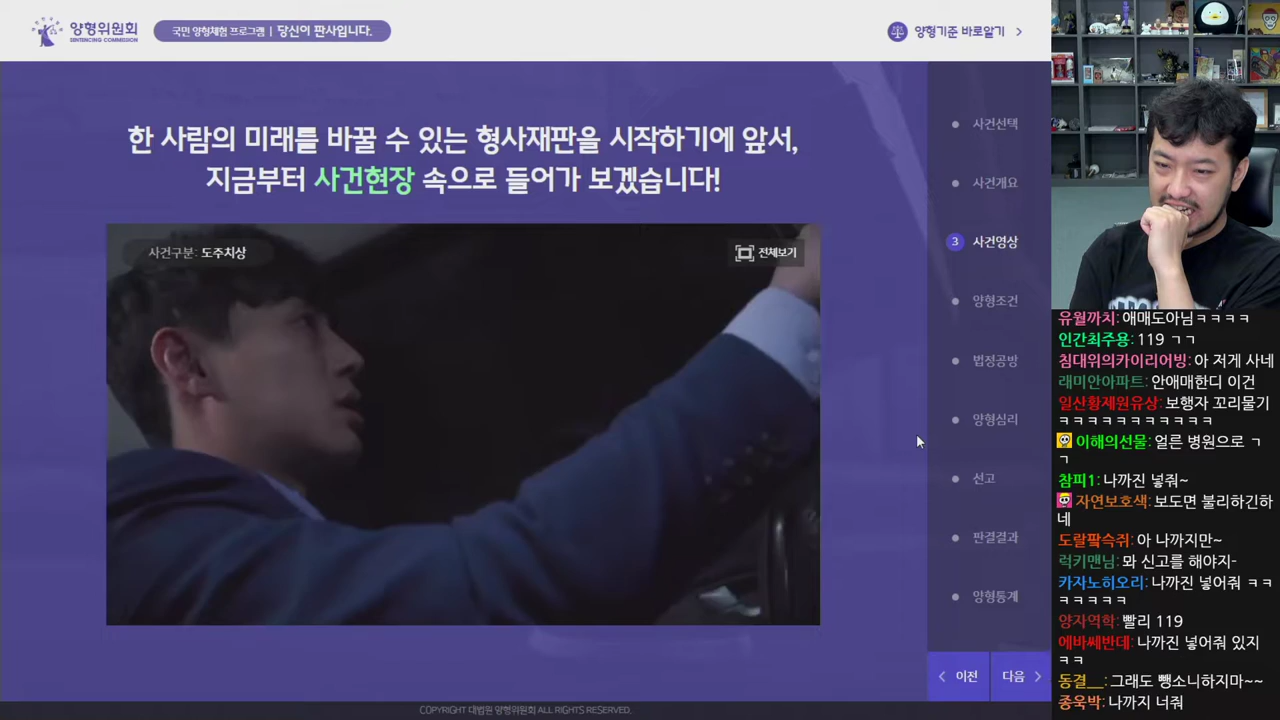 양형위원회
SENTENCING COMMISSION
국민 양형체험 프로그램 | 당신이 판사입니다.
양형기준 바로알기
한 사람의 미래를 바꿀 수 있는 형사재판을 시작하기에 앞서,
지금부터 사건현장 속으로 들어가 보겠습니다!
사건구분: 도주치상
전체보기
사건선택
사건개요
3 사건영상
양형조건
법정공방
양형심리
선고
판결결과
양형통계
이전
다음
COPYRIGHT 대법원 양형위원회 ALL RIGHTS RESERVED.
유월까치: 애매도아님ㅋㅋㅋㅋ
인간최주용: 119 ㄱㄱ
침대위의카이리어빙: 아 저게 사네
래미안아파트: 안애매한디 이건
일산황제원유상: 보행자 꼬리물기
ㅋㅋㅋㅋㅋㅋㅋㅋㅋㅋㅋ
이해의선물: 얼른 병원으로 ㄱ
ㄱ
참피1: 나까진 넣줘~
자연보호색: 보도면 불리하긴하
네
도랄팤슥쥐: 아 나까지만~
럭키맨님: 뫄 신고를 해야지-
카자노히오리: 나까진 넣어줘 ㅋㅋ
ㅋㅋㅋㅋㅋ
양자역학: 빨리 119
에바쎄반데: 나까진 넣어줘 있지
ㅋㅋ
동결__: 그래도 뺑소니하지마~~
종욱박: 나까지 너줘